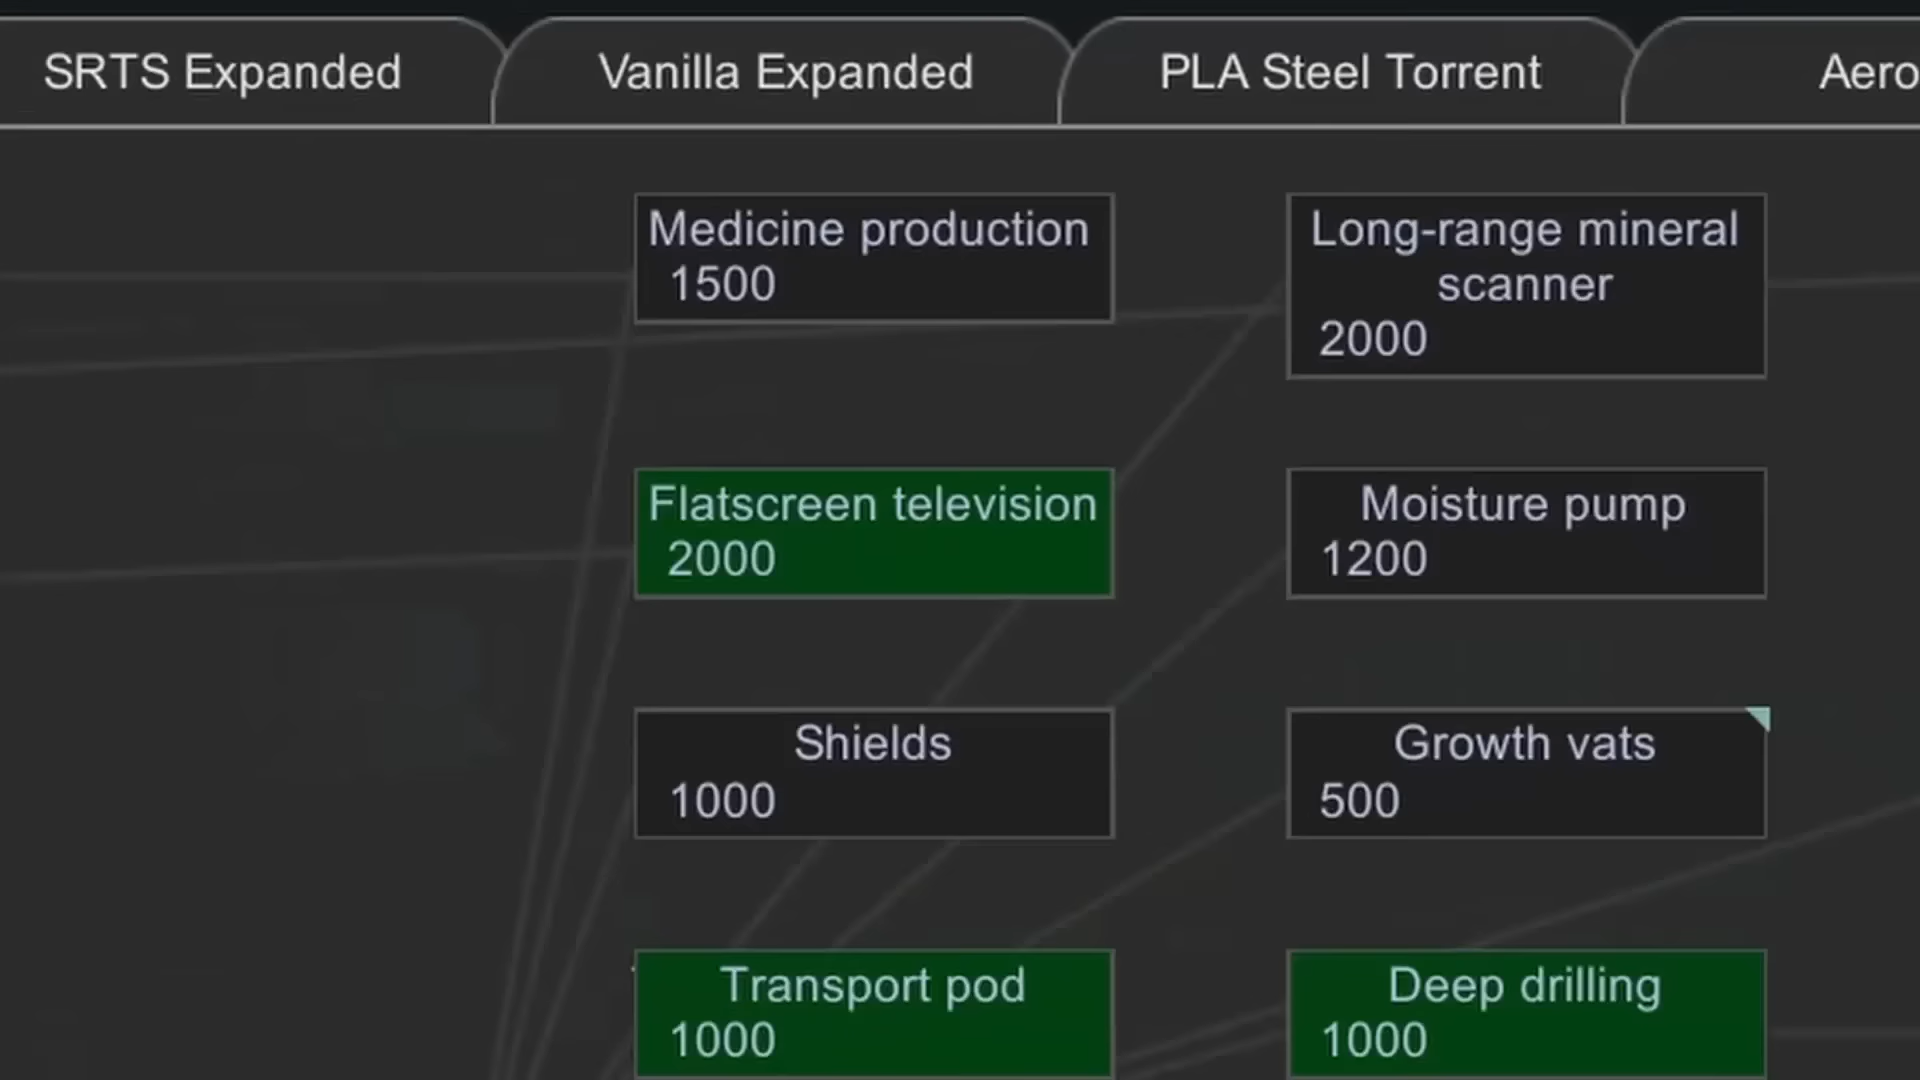 SRTS Expanded
Vanilla Expanded
PLA Steel Torrent
Aero
Medicine production
1500
Long-range mineral
scanner
2000
Flatscreen television
2000
Moisture pump
1200
Shields
1000
Growth vats
500
Transport pod
1000
Deep drilling
1000